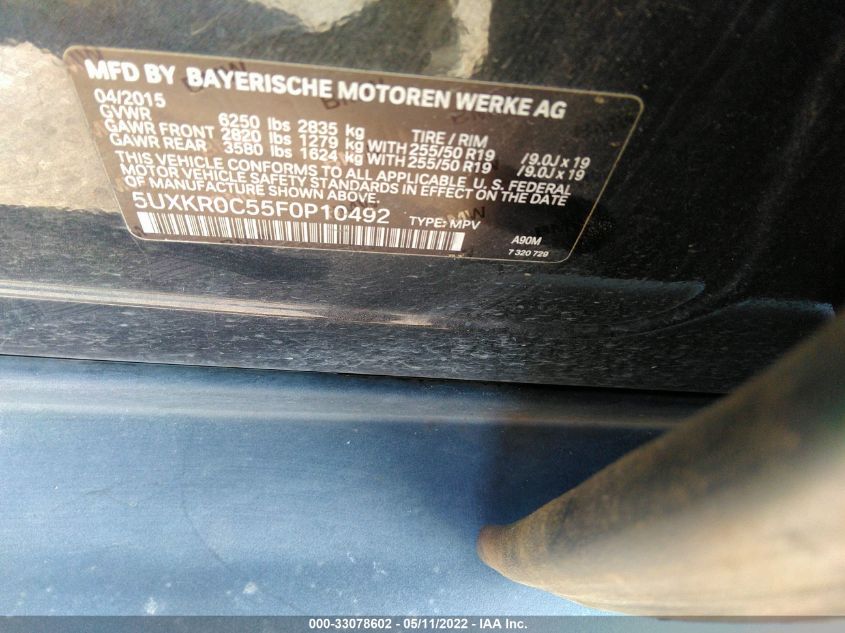 MFD BY BAYERISCHE MOTOREN WERKE AG
04/2015
GVWR 6250 lbs 2835 kg TIRE / RIM
GAWR FRONT 2820 lbs 1279 kg WITH 255/50 R19 /9.0J x 19
GAWR REAR 3580 lbs 1624 kg WITH 255/50 R19 /9.0J x 19
THIS VEHICLE CONFORMS TO ALL APPLICABLE, U. S. FEDERAL
MOTOR VEHICLE SAFETY STANDARDS IN EFFECT ON THE DATE
OF MANUFACTURE SHOWN ABOVE.
5UXKR0C55F0P10492 TYPE: MPV
A90M
7 320 729
000-33078602 - 05/11/2022 - IAA Inc.